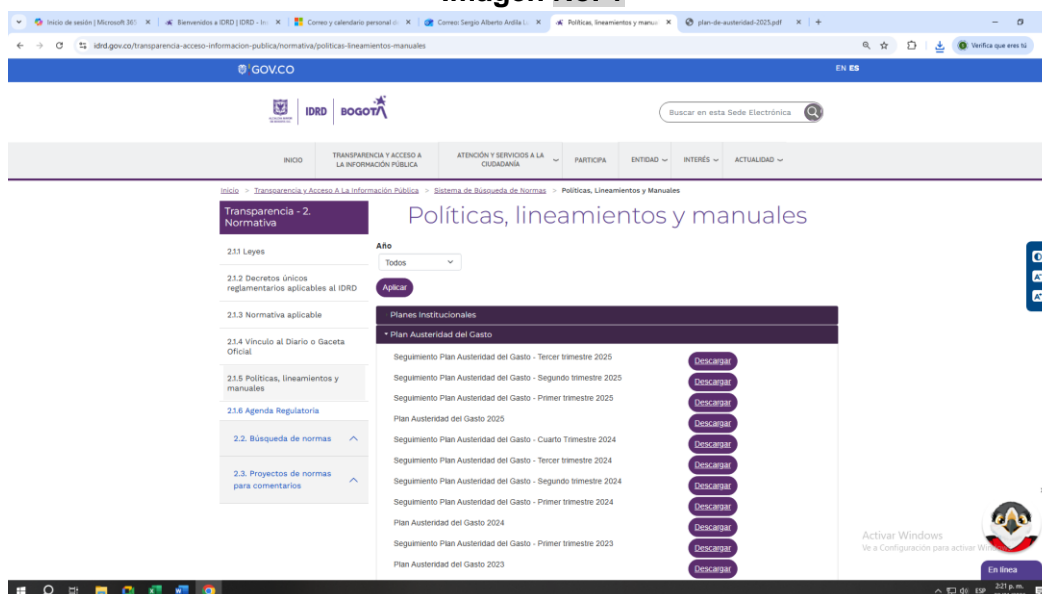 Inicio de sesión | Microsoft 365
Bienvenidos a IDRD | IDRD - Ins
Correo y calendario personal de
Correo: Sergio Alberto Ardila L
Políticas, lineamientos y manua
plan-de-austeridad-2025.pdf
idrd.gov.co/transparencia-acceso-informacion-publica/normativa/politicas-lineamientos-manuales
Verifica que eres tú
GOV.CO
EN ES
IDRD
BOGOTÁ
Buscar en esta Sede Electrónica
INICIO
TRANSPARENCIA Y ACCESO A
LA INFORMACIÓN PÚBLICA
ATENCIÓN Y SERVICIOS A LA
CIUDADANÍA
PARTICIPA
ENTIDAD
INTERÉS
ACTUALIDAD
Inicio > Transparencia y Acceso A La Información Pública > Sistema de Búsqueda de Normas > Políticas, Lineamientos y Manuales
Transparencia - 2.
Normativa
2.1.1 Leyes
2.1.2 Decretos únicos
reglamentarios aplicables al IDRD
2.1.3 Normativa aplicable
2.1.4 Vínculo al Diario o Gaceta
Oficial
2.1.5 Políticas, lineamientos y
manuales
2.1.6 Agenda Regulatoria
2.2. Búsqueda de normas
2.3. Proyectos de normas
para comentarios
Políticas, lineamientos y manuales
Año
Todos
Aplicar
Planes Institucionales
Plan Austeridad del Gasto
Seguimiento Plan Austeridad del Gasto - Tercer trimestre 2025 Descargar
Seguimiento Plan Austeridad del Gasto - Segundo trimestre 2025 Descargar
Seguimiento Plan Austeridad del Gasto - Primer trimestre 2025 Descargar
Plan Austeridad del Gasto 2025 Descargar
Seguimiento Plan Austeridad del Gasto - Cuarto Trimestre 2024 Descargar
Seguimiento Plan Austeridad del Gasto - Tercer trimestre 2024 Descargar
Seguimiento Plan Austeridad del Gasto - Segundo trimestre 2024 Descargar
Seguimiento Plan Austeridad del Gasto - Primer trimestre 2024 Descargar
Plan Austeridad del Gasto 2024 Descargar
Seguimiento Plan Austeridad del Gasto - Primer trimestre 2023 Descargar
Plan Austeridad del Gasto 2023 Descargar
Activar Windows
Ve a Configuración para activar
En línea
ESP
2:21 p. m.